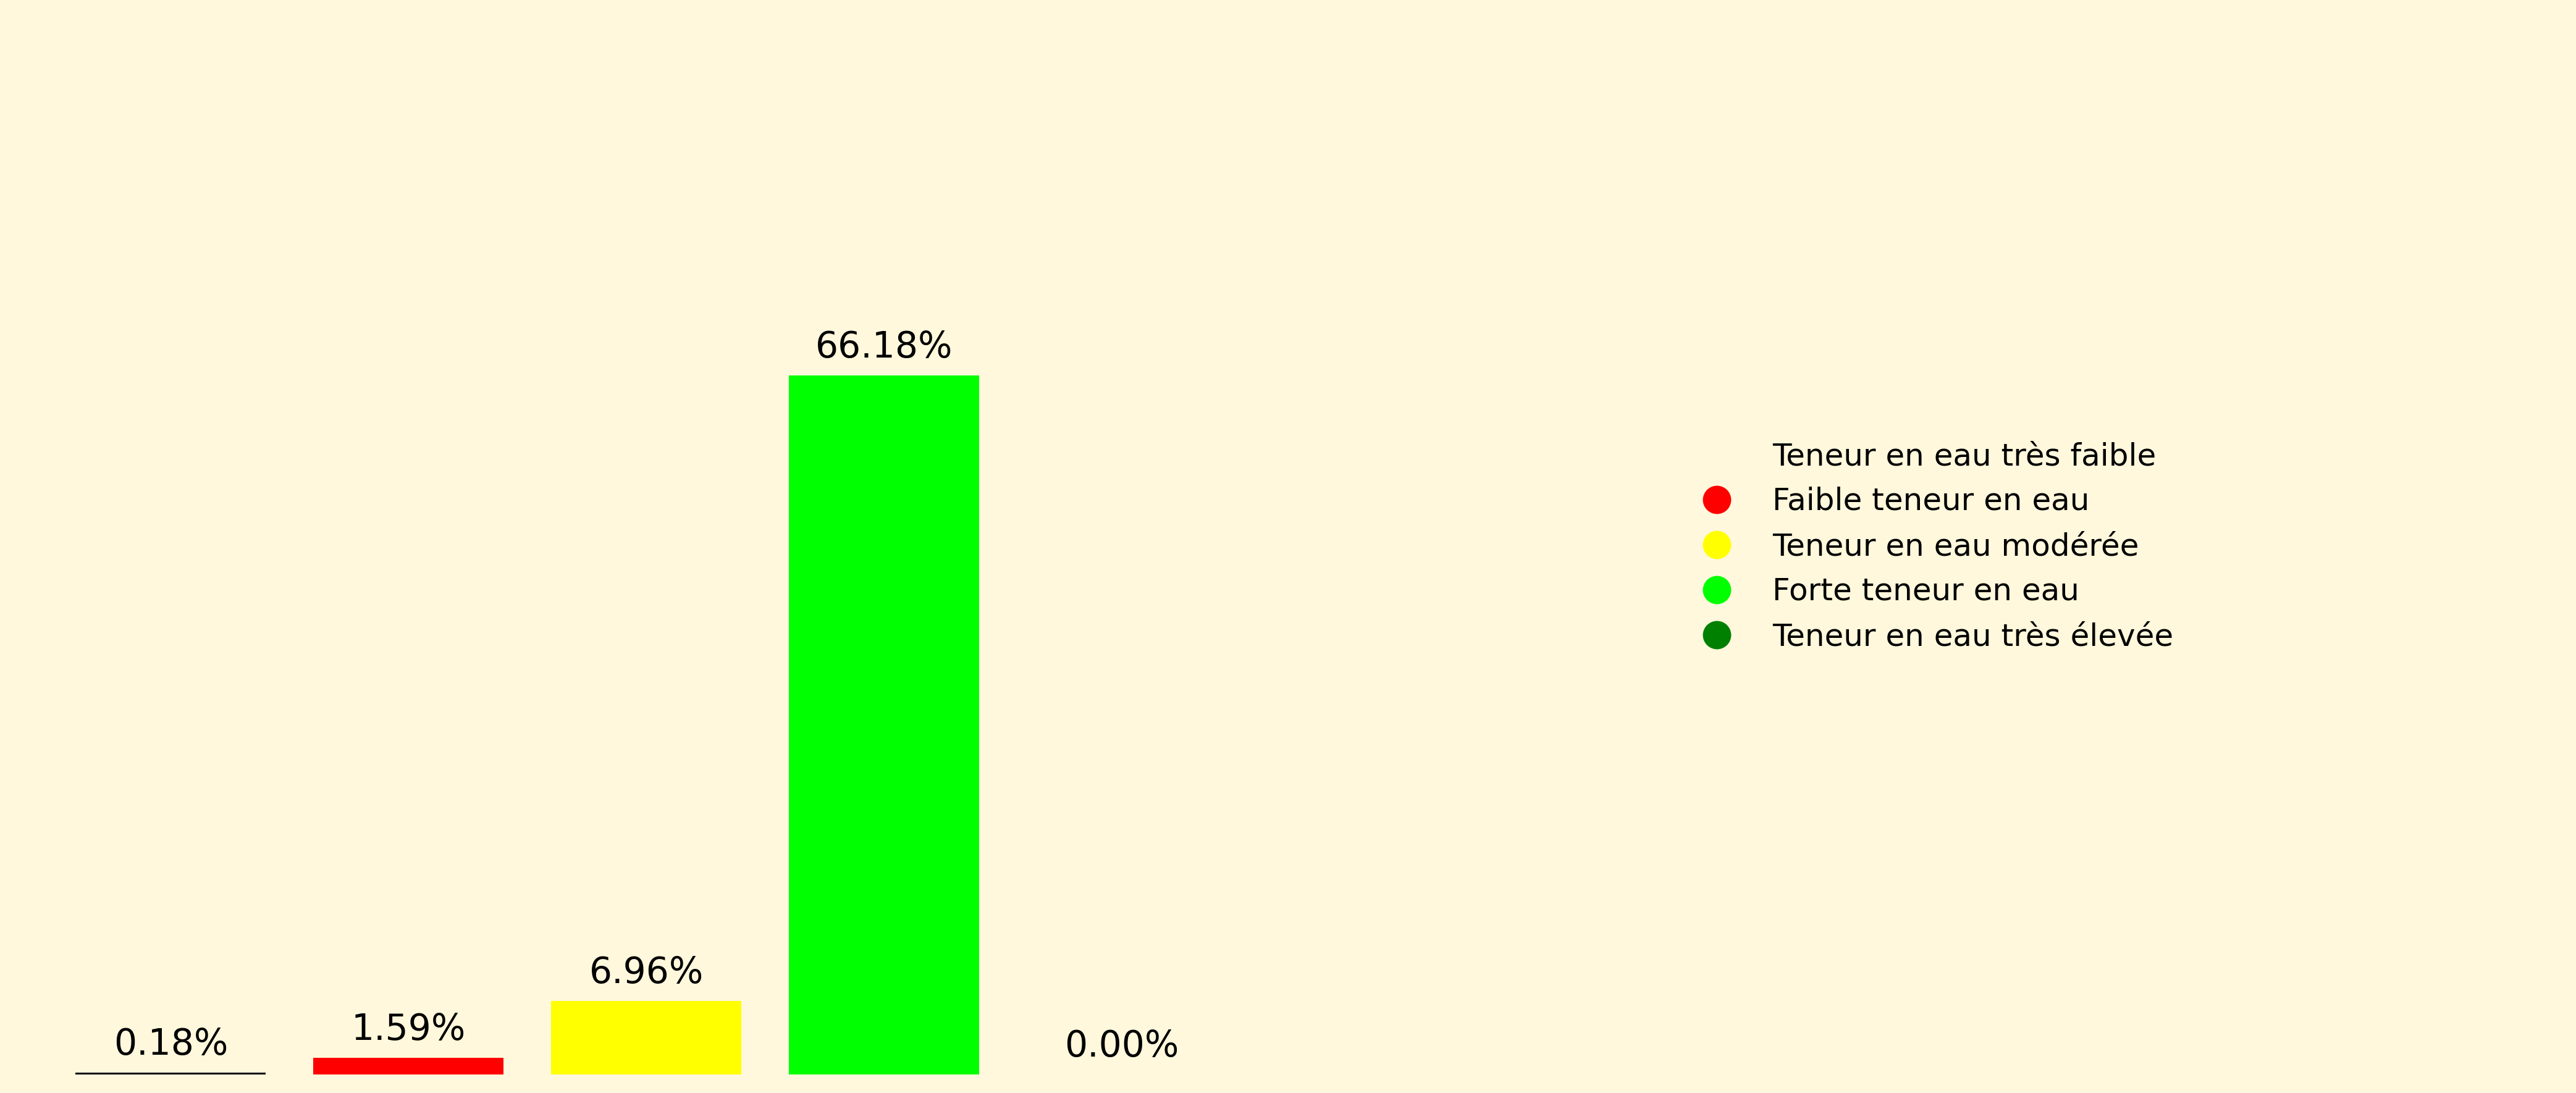 66.18%
6.96%
1.59%
0.18%
0.00%
Teneur en eau très faible
Faible teneur en eau
Teneur en eau modérée
Forte teneur en eau
Teneur en eau très élevée